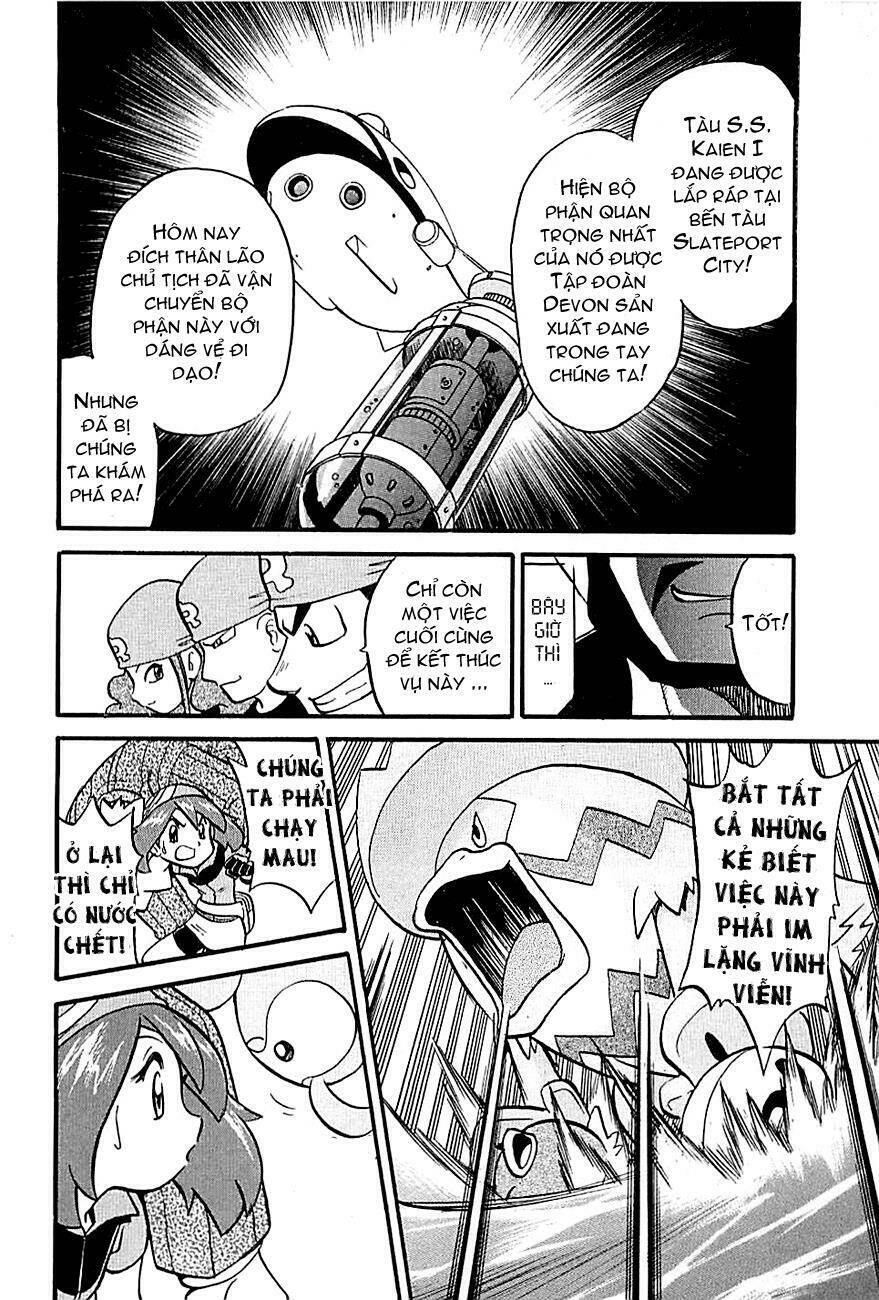 TÀU S.S.
KAIEN I
ĐANG ĐƯỢC
LẮP RÁP TẠI
BẾN TÀU
SLATEPORT
CITY!
HIỆN BỘ
PHẬN QUAN
TRỌNG NHẤT
CỦA NÓ ĐƯỢC
TẬP ĐOÀN
DEVON SẢN
XUẤT ĐANG
TRONG TAY
CHÚNG TA!
HÔM NAY
ĐÍCH THÂN LÃO
CHỦ TỊCH ĐÃ VẬN
CHUYỂN BỘ
PHẬN NÀY VỚI
DÁNG VẺ ĐI
DẠO!
NHƯNG
ĐÃ BỊ
CHÚNG
TA KHÁM
PHÁ RA!
TỐT!
BÂY
GIỜ
THÌ
...
CHỈ CÒN
MỘT VIỆC
CUỐI CÙNG
ĐỂ KẾT THÚC
VỤ NÀY ...
BẮT TẤT
CẢ NHỮNG
KẺ BIẾT
VIỆC NÀY
PHẢI IM
LẶNG VĨNH
VIỄN!
CHÚNG
TA PHẢI
CHẠY
MAU!
Ở LẠI
THÌ CHỈ
CÓ NƯỚC
CHẾT!